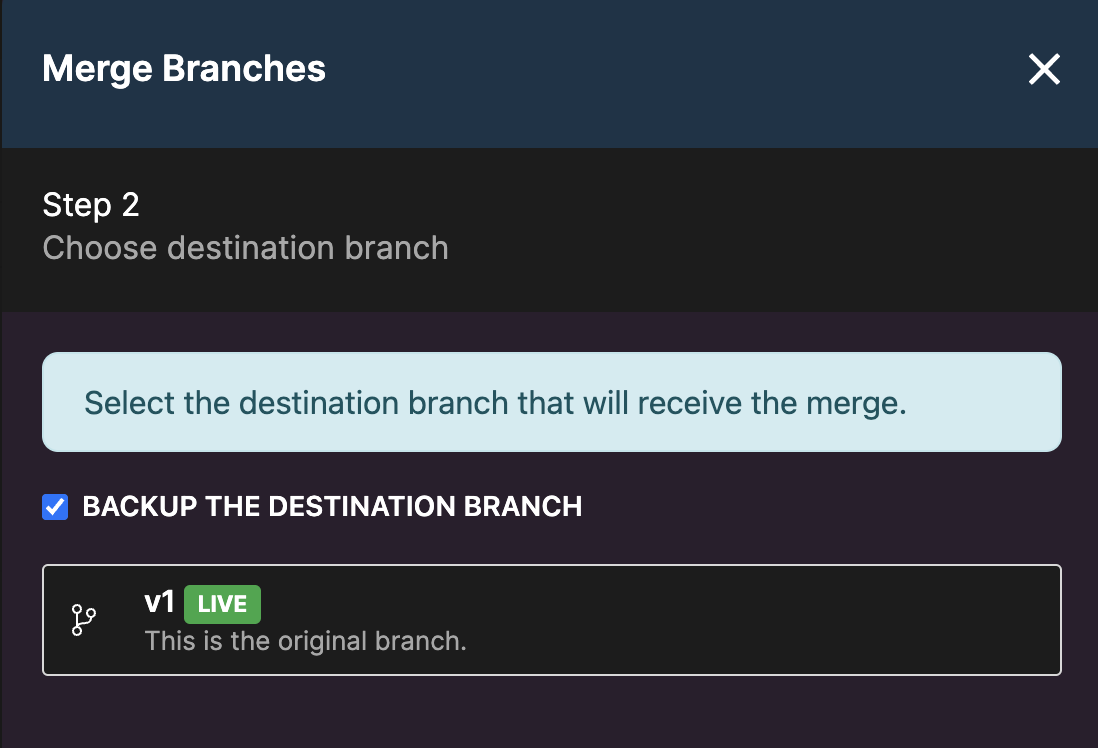 Merge Branches
Step 2
Choose destination branch
Select the destination branch that will receive the merge.
BACKUP THE DESTINATION BRANCH
v1 LIVE
This is the original branch.